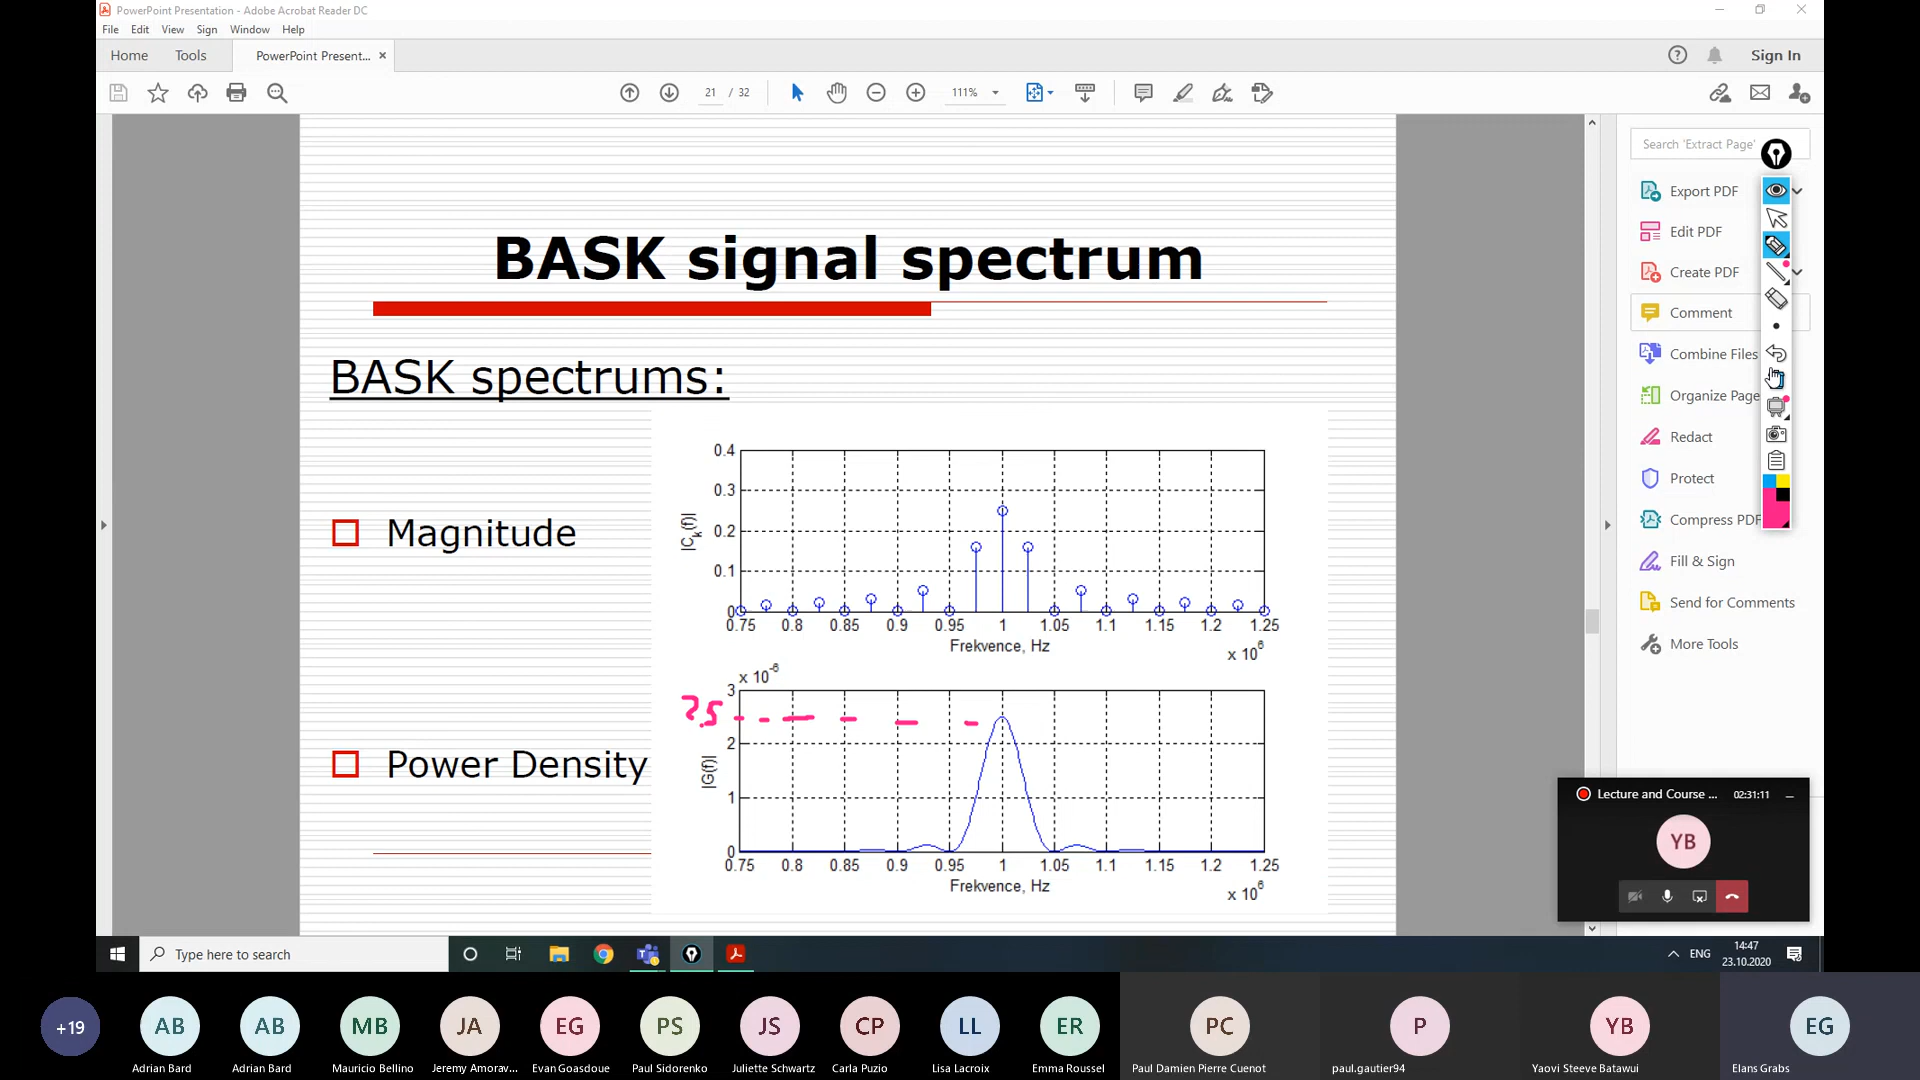 PowerPoint Presentation - Adobe Acrobat Reader DC
File Edit View Sign Window Help
Home Tools PowerPoint Present... × Sign In
21 / 32 111%
Search 'Extract Page'
Export PDF
Edit PDF
Create PDF
Comment
Combine Files
Organize Page
Redact
Protect
Compress PDF
Fill & Sign
Send for Comments
More Tools
BASK signal spectrum
BASK spectrums:
Magnitude
0.4
0.3
0.2
0.1
0
|Ck(f)|
0.75 0.8 0.85 0.9 0.95 1 1.05 1.1 1.15 1.2 1.25
Frekvence, Hz
x 10^6
Power Density
x 10^-6
3
2.5
2
1
0
|G(f)|
0.75 0.8 0.85 0.9 0.95 1 1.05 1.1 1.15 1.2 1.25
Frekvence, Hz
x 10^6
Lecture and Course ... 02:31:11
YB
Type here to search
ENG
14:47
23.10.2020
+19 AB AB MB JA EG PS JS CP LL ER PC P YB EG
Adrian Bard Adrian Bard Mauricio Bellino Jeremy Amorav... Evan Goasdoue Paul Sidorenko Juliette Schwartz Carla Puzio Lisa Lacroix Emma Roussel Paul Damien Pierre Cuenot paul.gautier94 Yaovi Steeve Batawui Elans Grabs